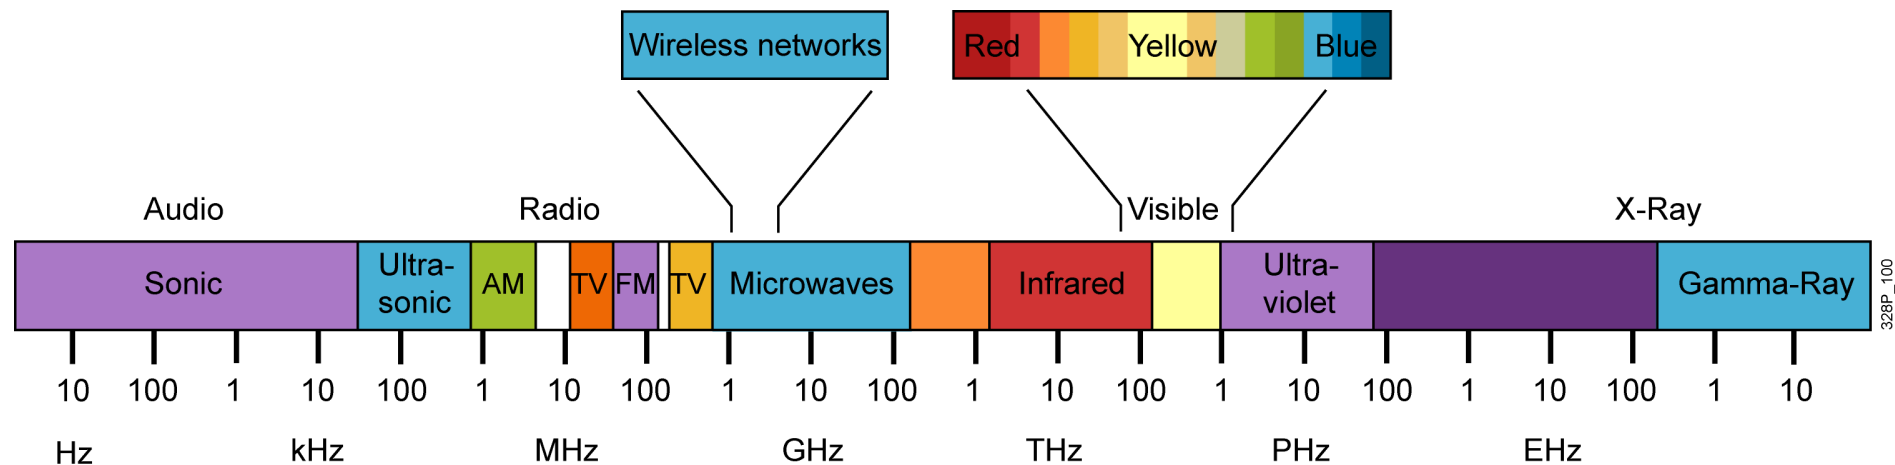 Wireless networks
Red Yellow Blue
Audio Radio Visible X-Ray
Sonic
Ultra-
sonic
AM
TV
FM
TV
Microwaves
Infrared
Ultra-
violet
Gamma-Ray
328P_100
10 100 1 10 100 1 10 100 1 10 100 1 10 100 1 10 100 1 10 100 1 10
Hz kHz MHz GHz THz PHz EHz